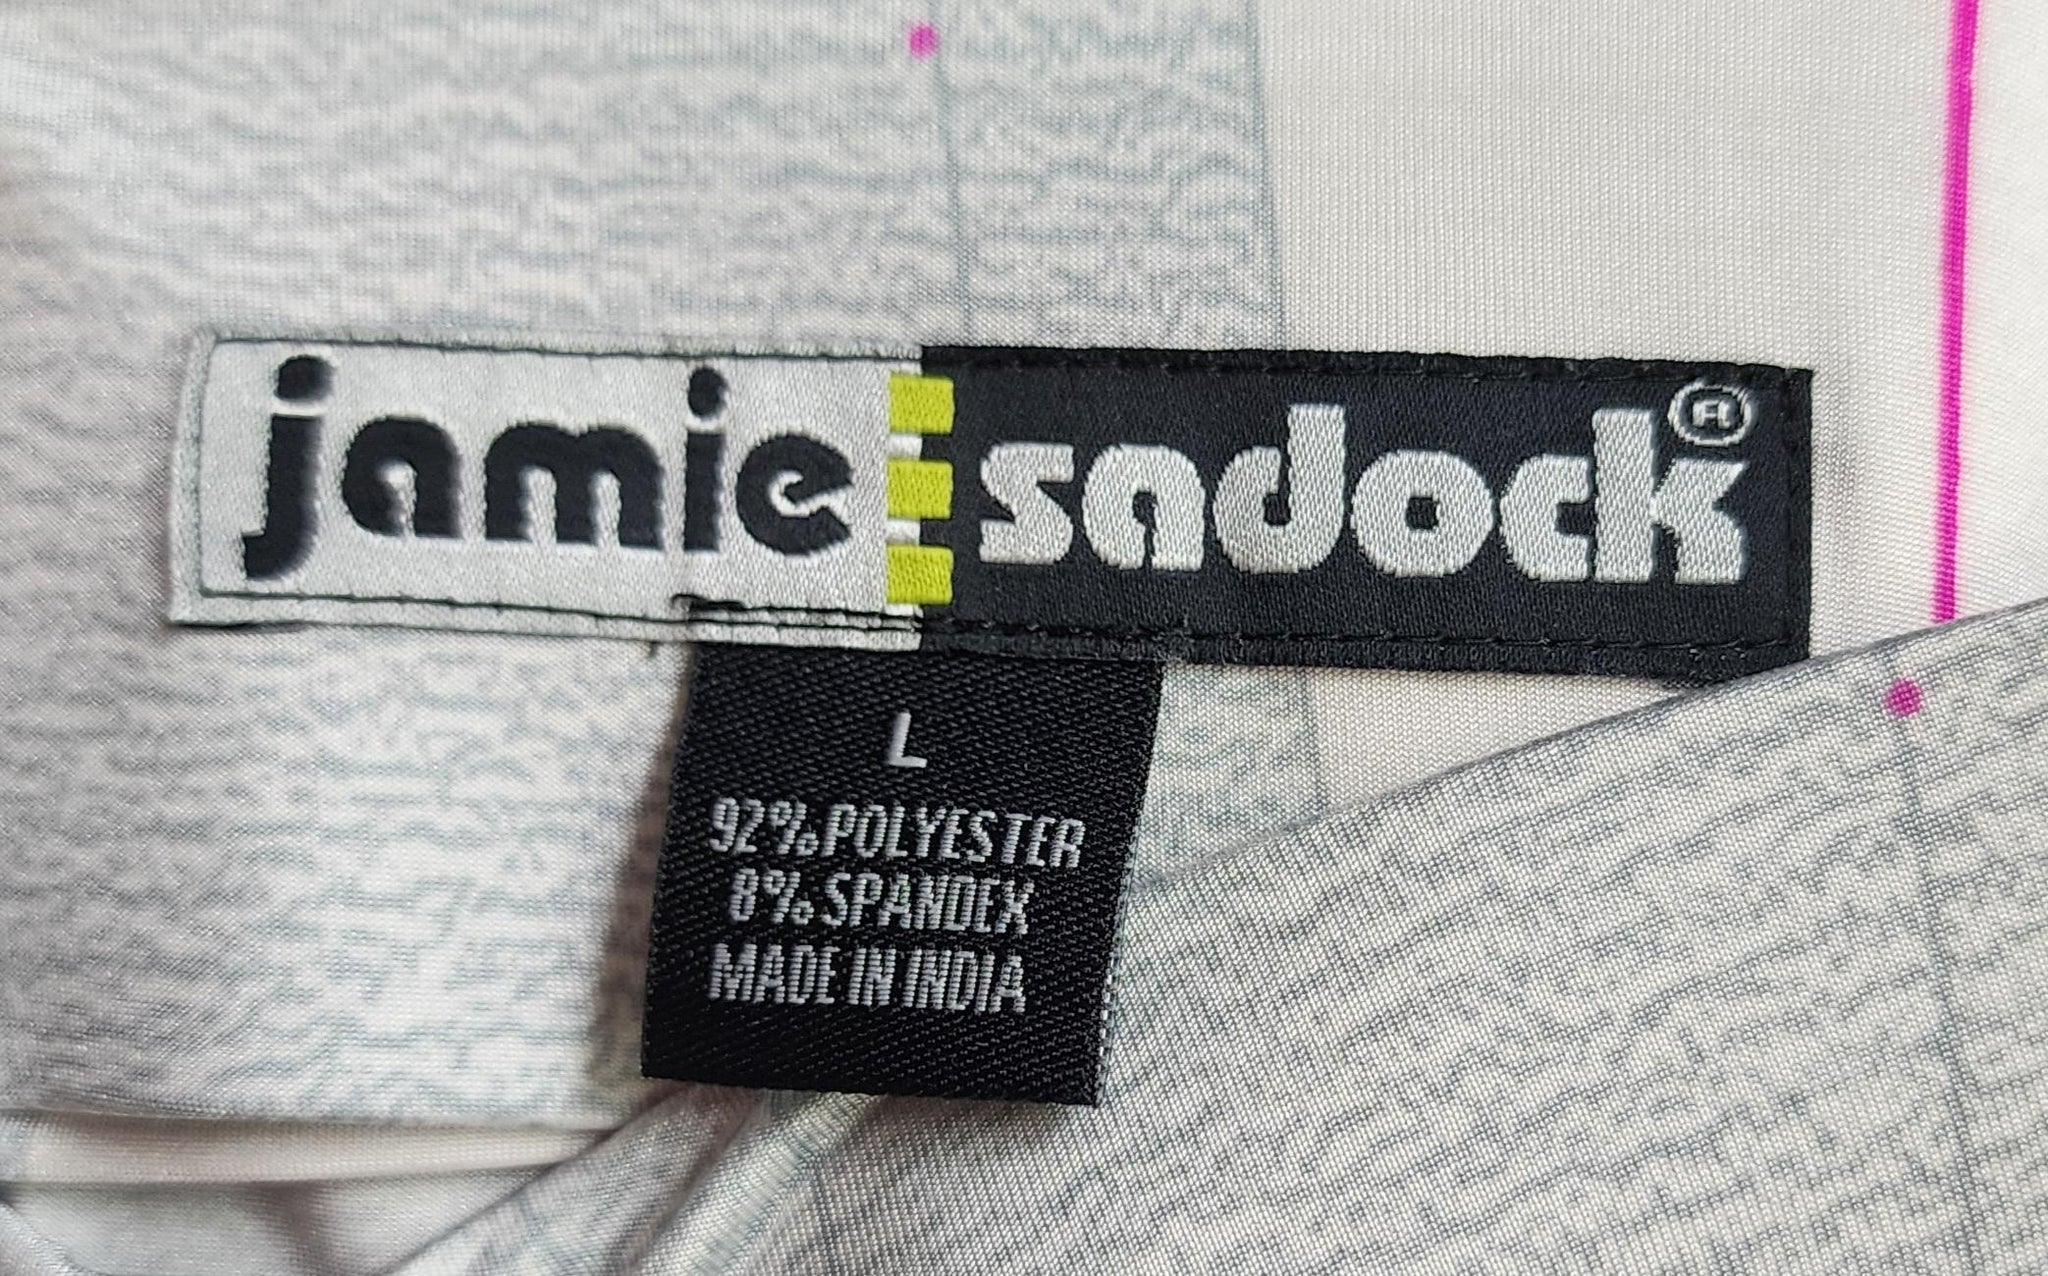 jamie sadock®
L
92% POLYESTER
8% SPANDEX
MADE IN INDIA